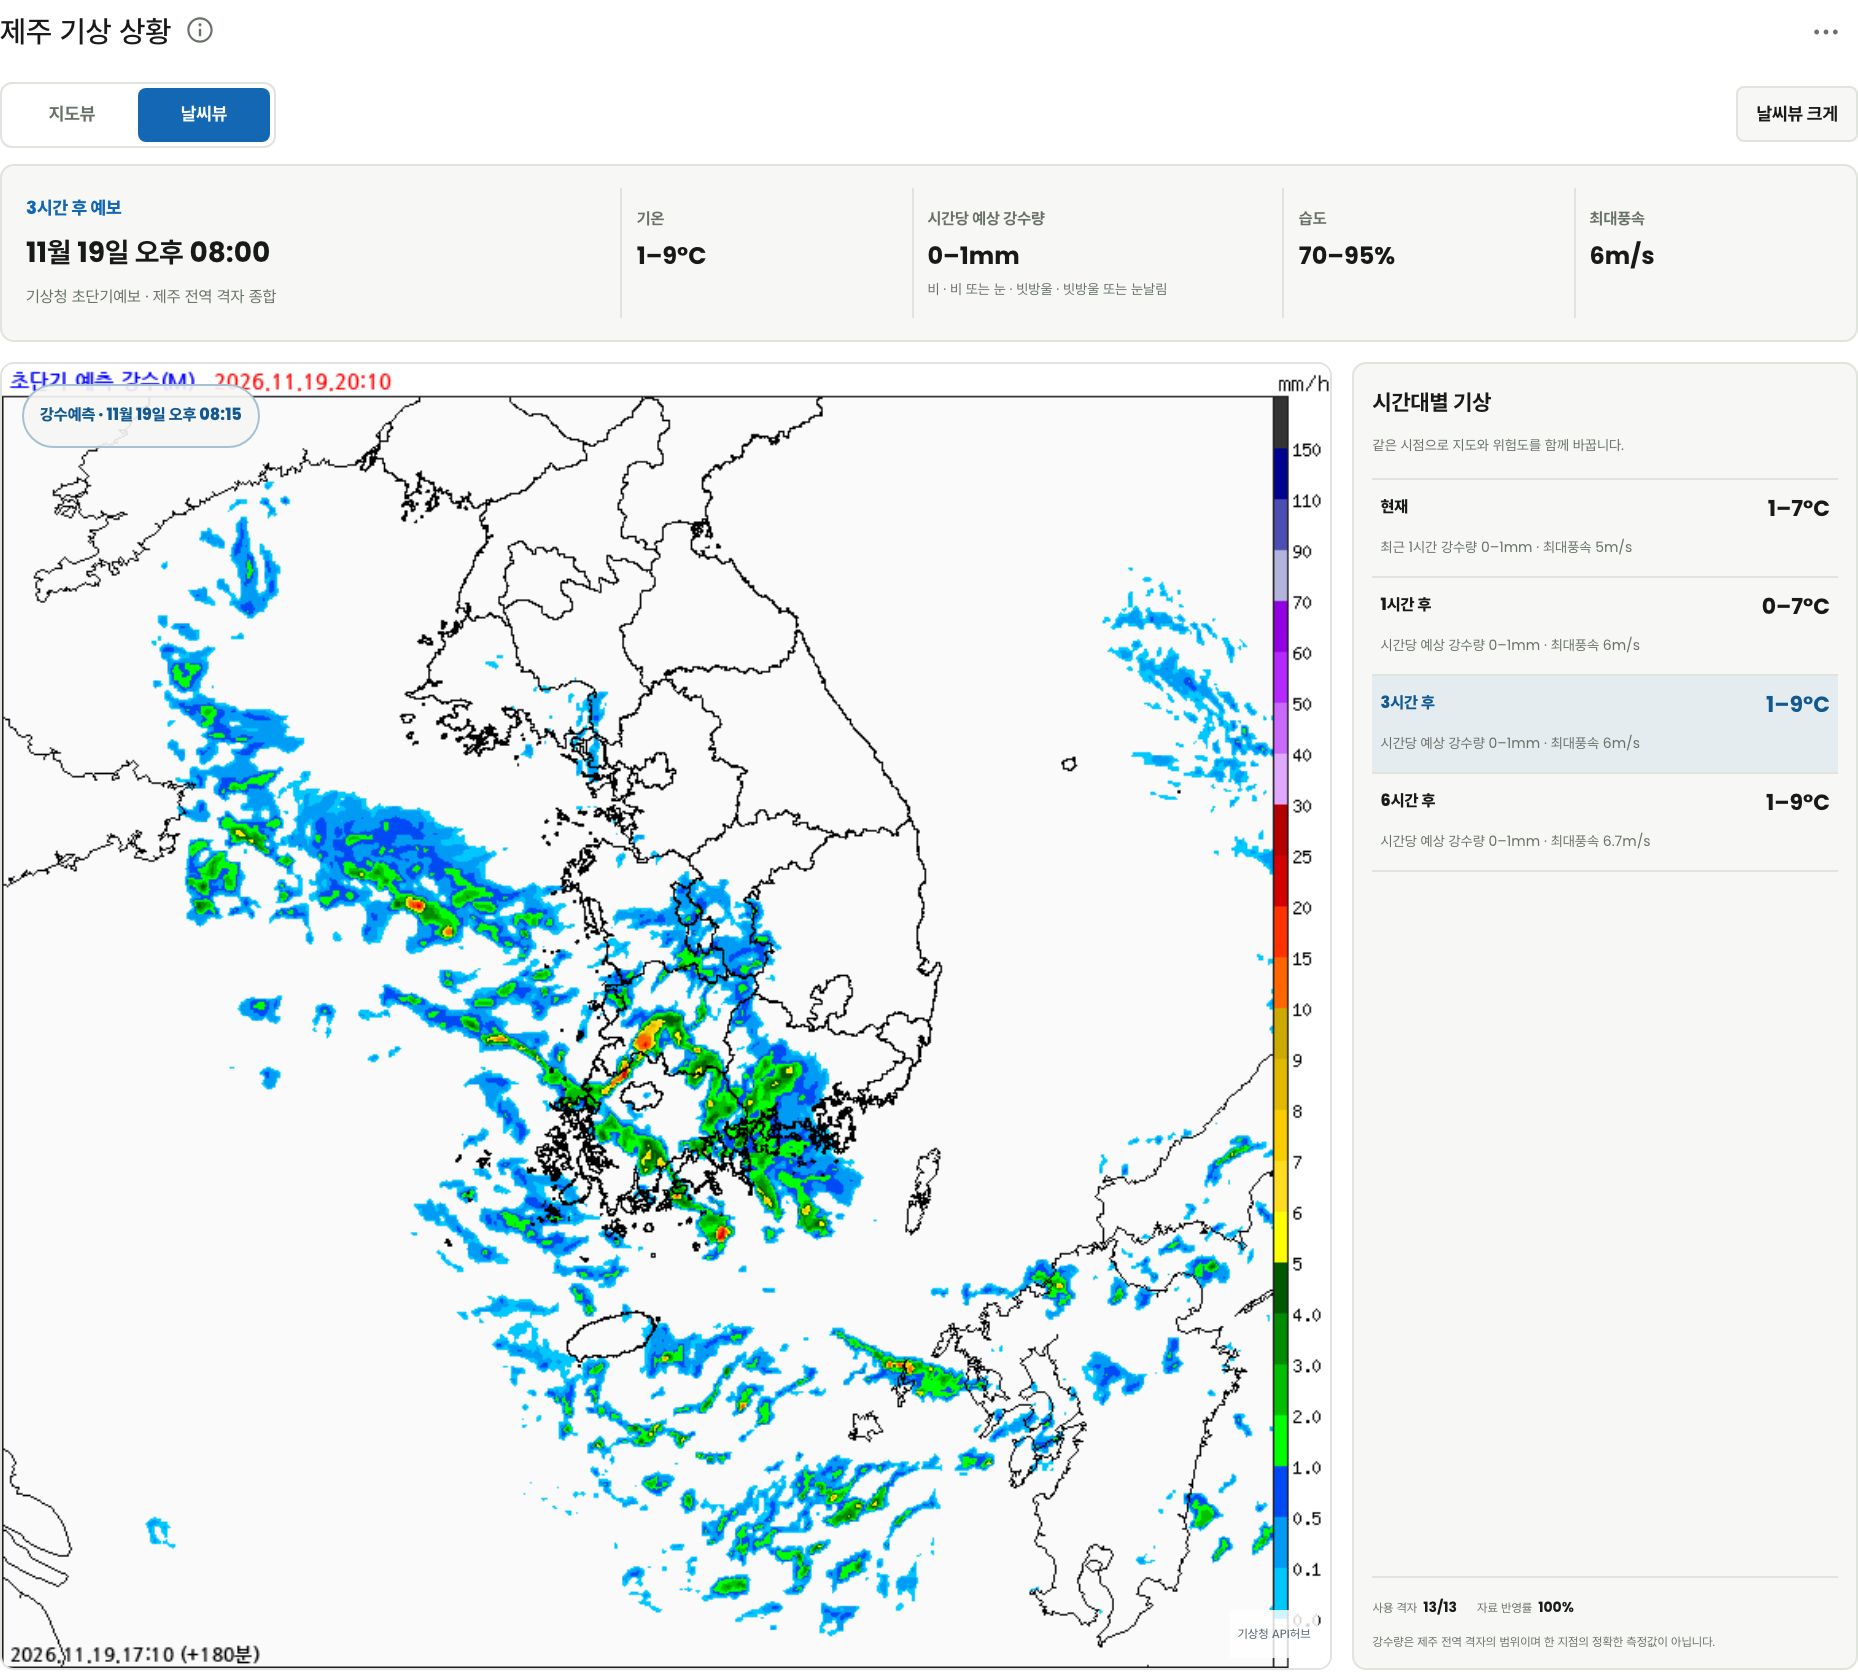 제주 기상 상황
지도뷰
날씨뷰
날씨뷰 크게
3시간 후 예보
11월 19일 오후 08:00
기상청 초단기예보 · 제주 전역 격자 종합
기온
1–9°C
시간당 예상 강수량
0–1mm
비 · 비 또는 눈 · 빗방울 · 빗방울 또는 눈날림
습도
70–95%
최대풍속
6m/s
초단기 예측 강수(M) 2026.11.19.20:10
mm/h
강수예측 · 11월 19일 오후 08:15
150
110
90
70
60
50
40
30
25
20
15
10
9
8
7
6
5
4.0
3.0
2.0
1.0
0.5
0.1
0.0
기상청 API허브
2026.11.19.17:10 (+180분)
시간대별 기상
같은 시점으로 지도와 위험도를 함께 바꿉니다.
현재
1–7°C
최근 1시간 강수량 0–1mm · 최대풍속 5m/s
1시간 후
0–7°C
시간당 예상 강수량 0–1mm · 최대풍속 6m/s
3시간 후
1–9°C
시간당 예상 강수량 0–1mm · 최대풍속 6m/s
6시간 후
1–9°C
시간당 예상 강수량 0–1mm · 최대풍속 6.7m/s
사용 격자 13/13 자료 반영률 100%
강수량은 제주 전역 격자의 범위이며 한 지점의 정확한 측정값이 아닙니다.